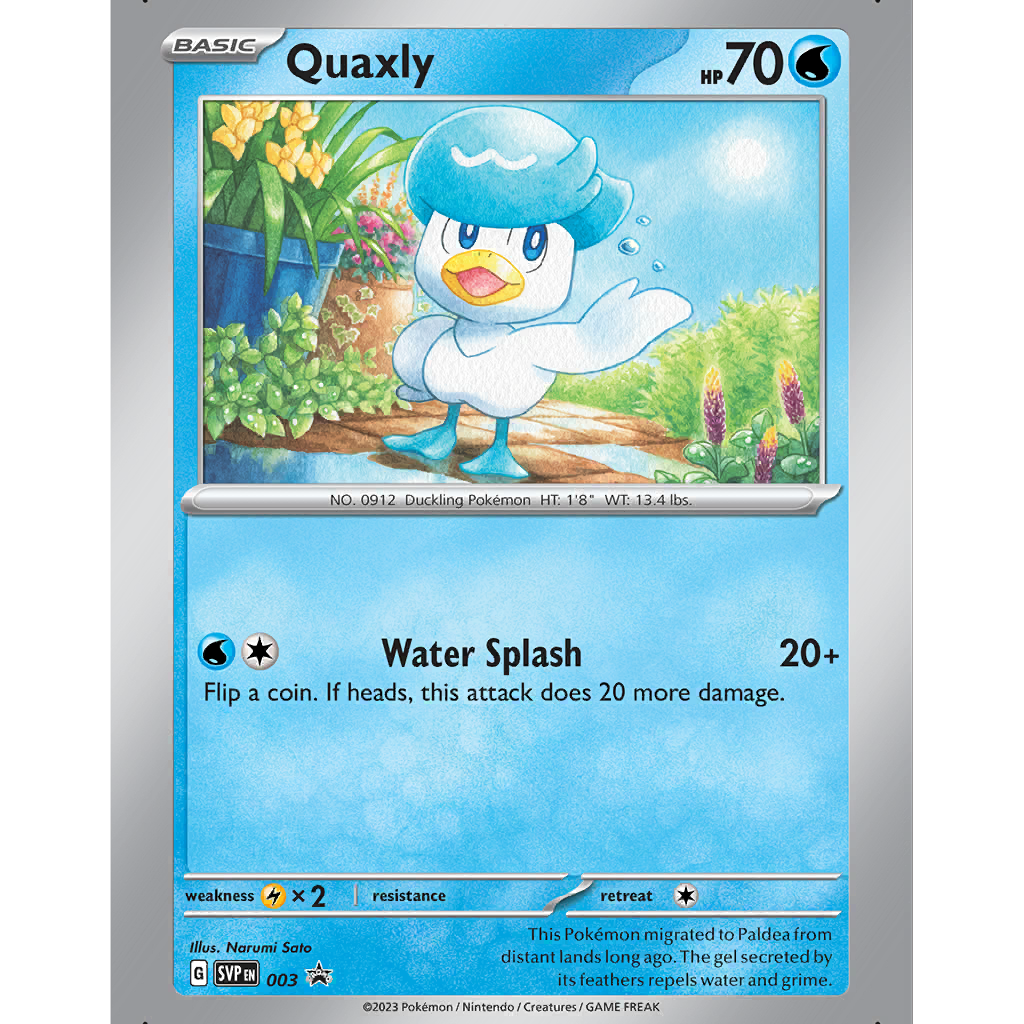 BASIC Quaxly HP 70
NO. 0912 Duckling Pokémon HT: 1'8" WT: 13.4 lbs.
Water Splash 20+
Flip a coin. If heads, this attack does 20 more damage.
weakness × 2 resistance retreat
Illus. Narumi Sato
G SVP EN 003
This Pokémon migrated to Paldea from
distant lands long ago. The gel secreted by
its feathers repels water and grime.
©2023 Pokémon / Nintendo / Creatures / GAME FREAK